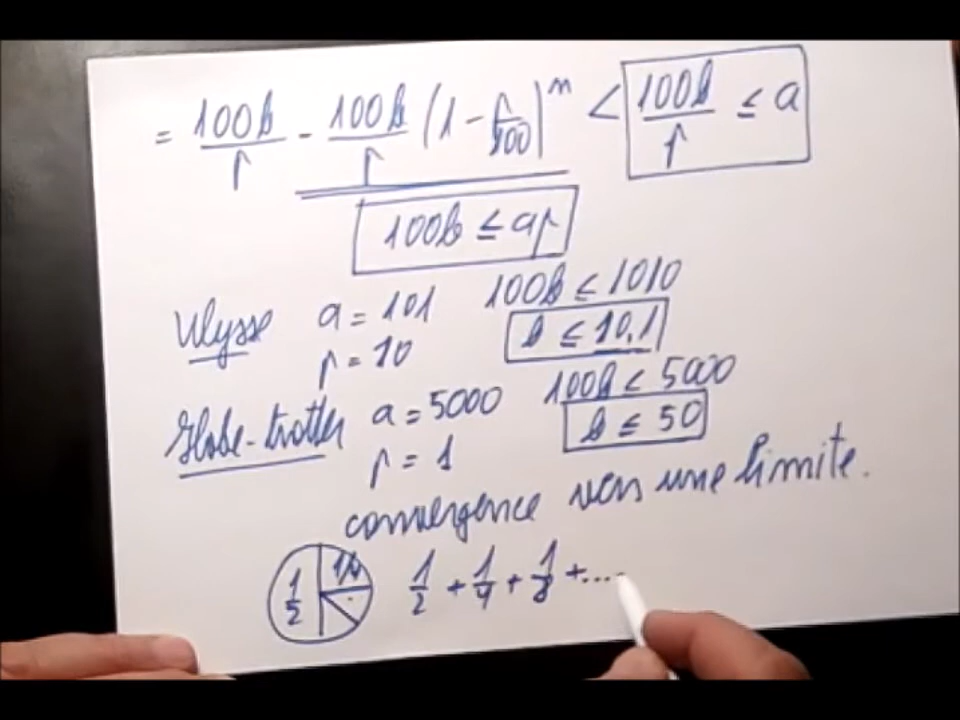 = 100b/r - 100b/r (1 - r/100)^n < 100b/r ≤ a
100b ≤ ar
Ulysse a = 101 100b ≤ 1010
r = 10 b ≤ 10,1
Globe-trotter a = 5000 100b ≤ 5000
r = 1 b ≤ 50
convergence vers une limite.
1/2 1/4 1/2 + 1/4 + 1/8 + ....